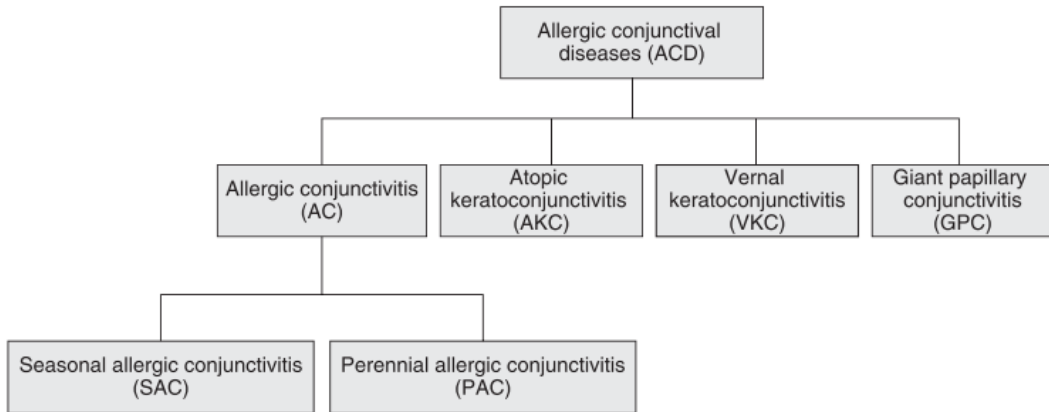 Allergic conjunctival
diseases (ACD)
Allergic conjunctivitis
(AC)
Atopic
keratoconjunctivitis
(AKC)
Vernal
keratoconjunctivitis
(VKC)
Giant papillary
conjunctivitis
(GPC)
Seasonal allergic conjunctivitis
(SAC)
Perennial allergic conjunctivitis
(PAC)